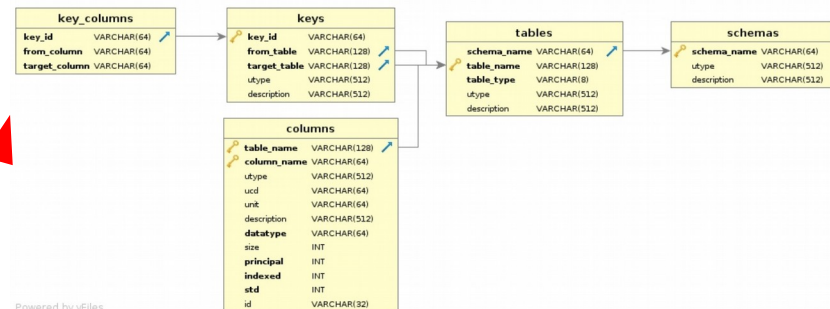 key_columns
key_id VARCHAR(64)
from_column VARCHAR(64)
target_column VARCHAR(64)
keys
key_id VARCHAR(64)
from_table VARCHAR(128)
target_table VARCHAR(128)
utype VARCHAR(512)
description VARCHAR(512)
tables
schema_name VARCHAR(64)
table_name VARCHAR(128)
table_type VARCHAR(8)
utype VARCHAR(512)
description VARCHAR(512)
schemas
schema_name VARCHAR(64)
utype VARCHAR(512)
description VARCHAR(512)
columns
table_name VARCHAR(128)
column_name VARCHAR(64)
utype VARCHAR(512)
ucd VARCHAR(64)
unit VARCHAR(64)
description VARCHAR(512)
datatype VARCHAR(64)
size INT
principal INT
indexed INT
std INT
id VARCHAR(32)
Powered by yFiles